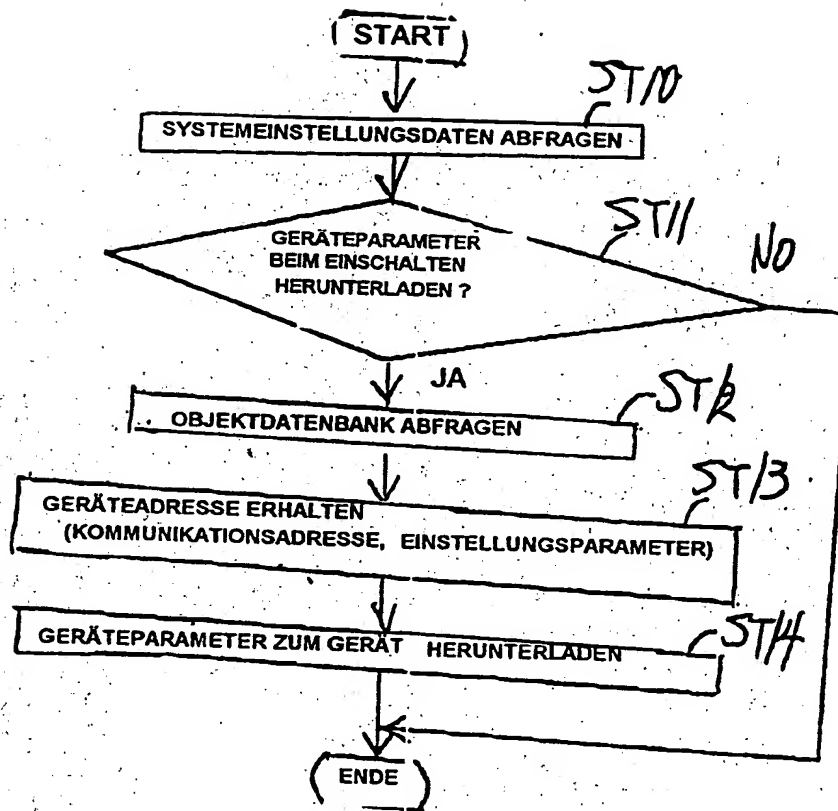 START
ST10
SYSTEMEINSTELLUNGSDATEN ABFRAGEN
ST11
GERÄTEPARAMETER
BEIM EINSCHALTEN
HERUNTERLADEN ?
NO
JA
ST12
OBJEKTDATENBANK ABFRAGEN
ST13
GERÄTEADRESSE ERHALTEN
(KOMMUNIKATIONSADRESSE, EINSTELLUNGSPARAMETER)
ST14
GERÄTEPARAMETER ZUM GERÄT HERUNTERLADEN
ENDE